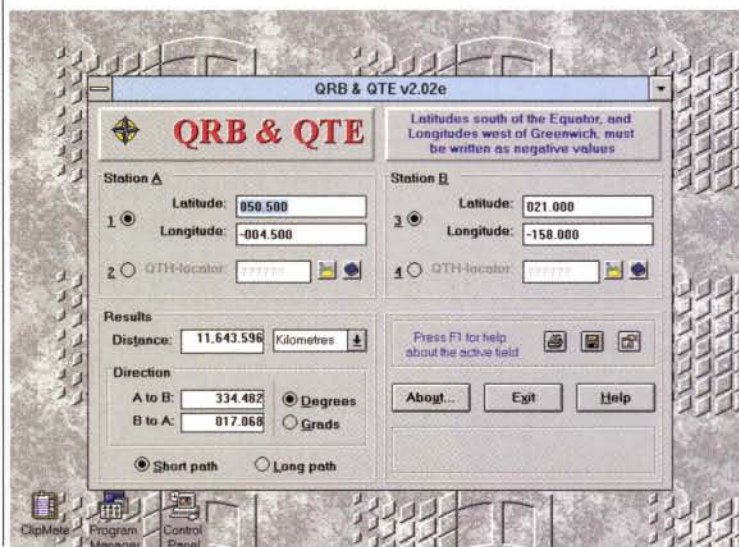 QRB & QTE v2.02e
QRB & QTE
Latitudes south of the Equator, and
Longitudes west of Greenwich, must
be written as negative values
Station A
1
Latitude: 050.500
Longitude: -004.500
2 QTH-locator: ??????
Station B
3
Latitude: 021.000
Longitude: -158.000
4 QTH-locator: ??????
Results
Distance: 11,643.596 Kilometres
Direction
A to B: 334.482
B to A: 017.068
Degrees
Grads
Short path Long path
Press F1 for help
about the active field
About... Exit Help
ClipMate Program Manager Control Panel